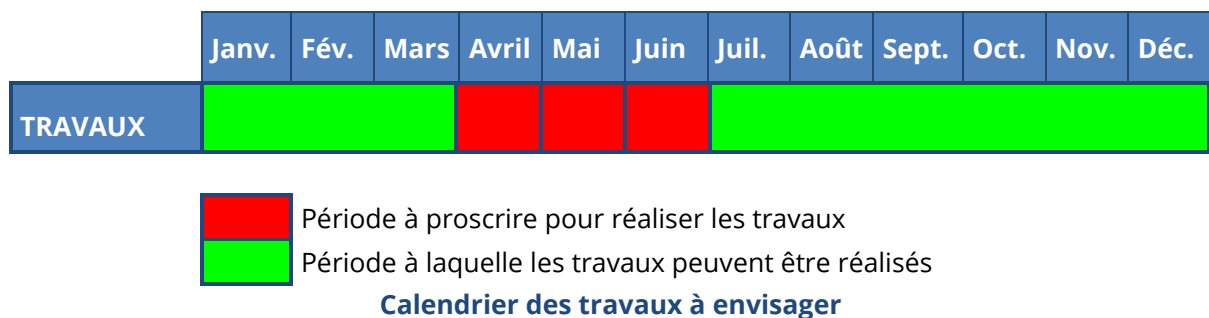 Janv. Fév. Mars Avril Mai Juin Juil. Août Sept. Oct. Nov. Déc.
TRAVAUX
Période à proscrire pour réaliser les travaux
Période à laquelle les travaux peuvent être réalisés
Calendrier des travaux à envisager